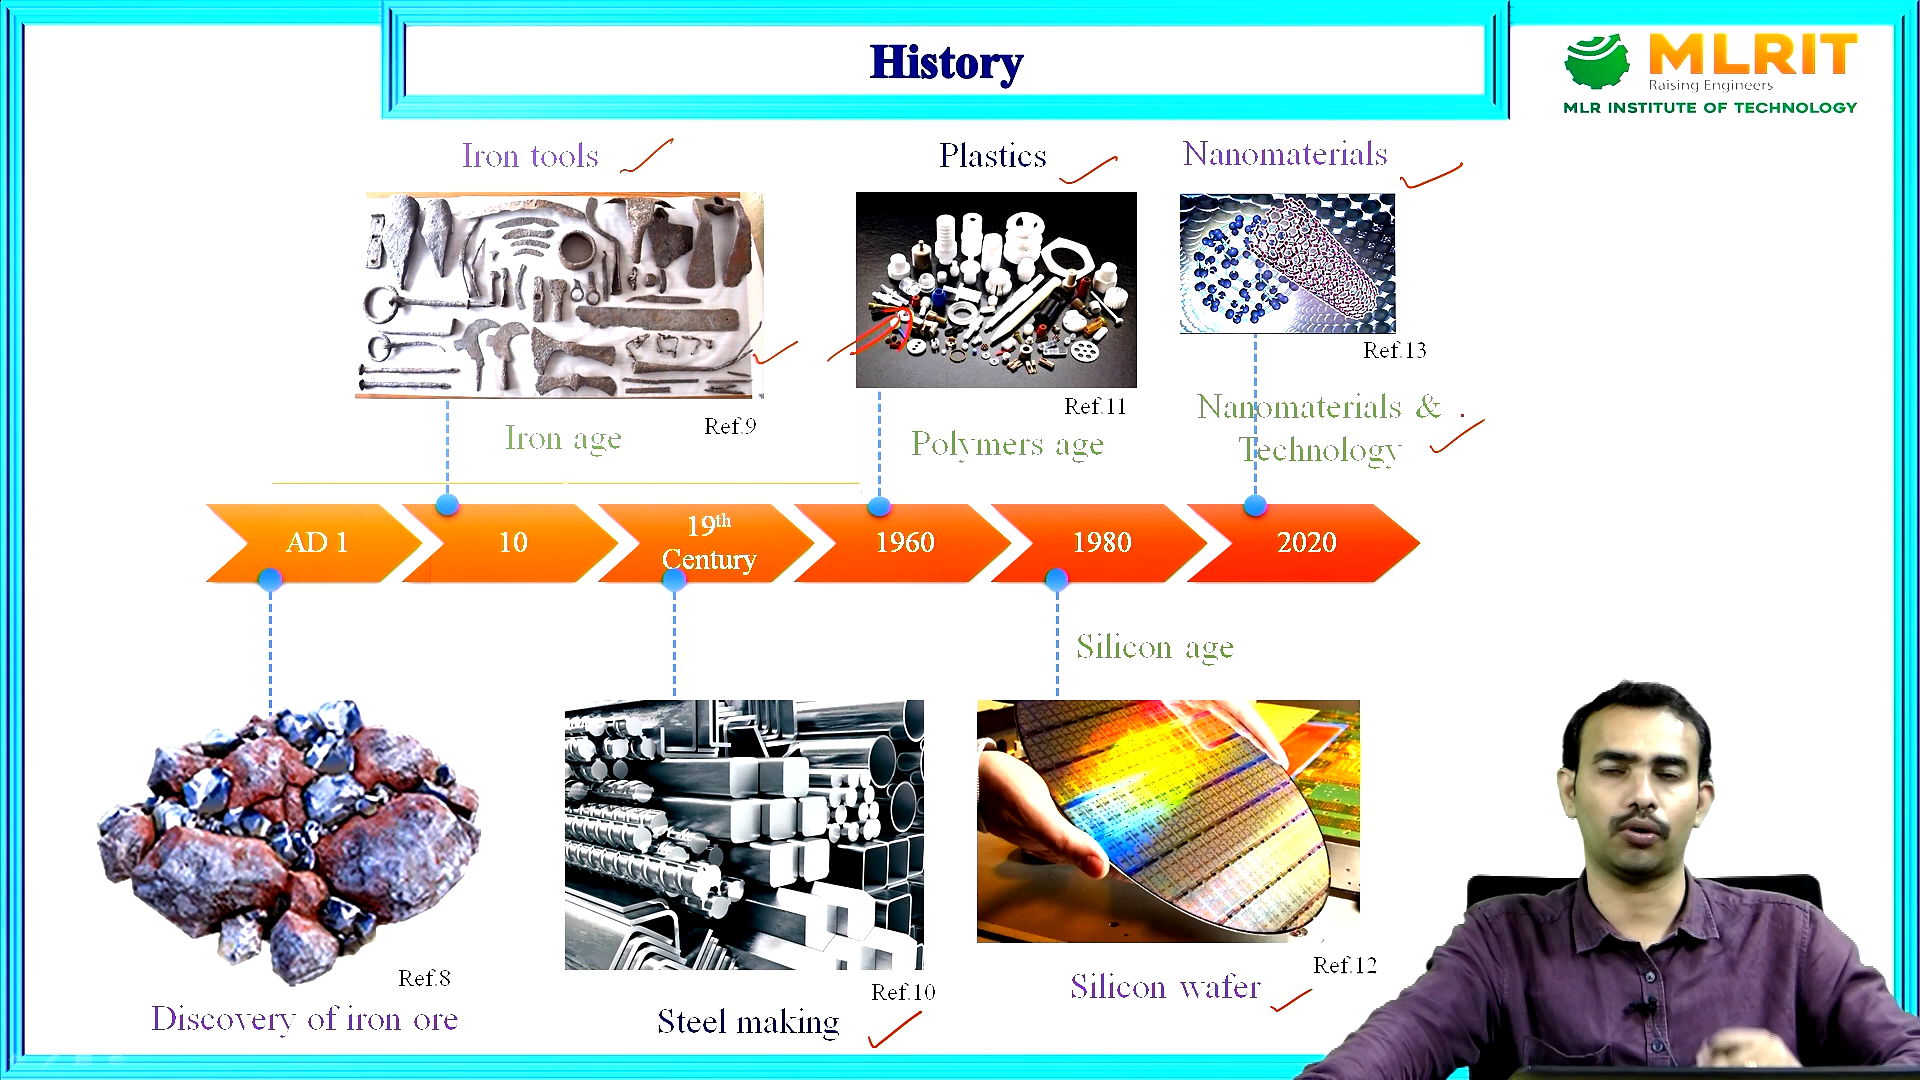 History
MLRIT
Raising Engineers
MLR INSTITUTE OF TECHNOLOGY
Iron tools
Plastics
Nanomaterials
Ref.13
Ref.9
Ref.11
Iron age
Polymers age
Nanomaterials &
Technology
AD 1
10
19th
Century
1960
1980
2020
Silicon age
Ref.8
Ref.10
Ref.12
Discovery of iron ore
Steel making
Silicon wafer